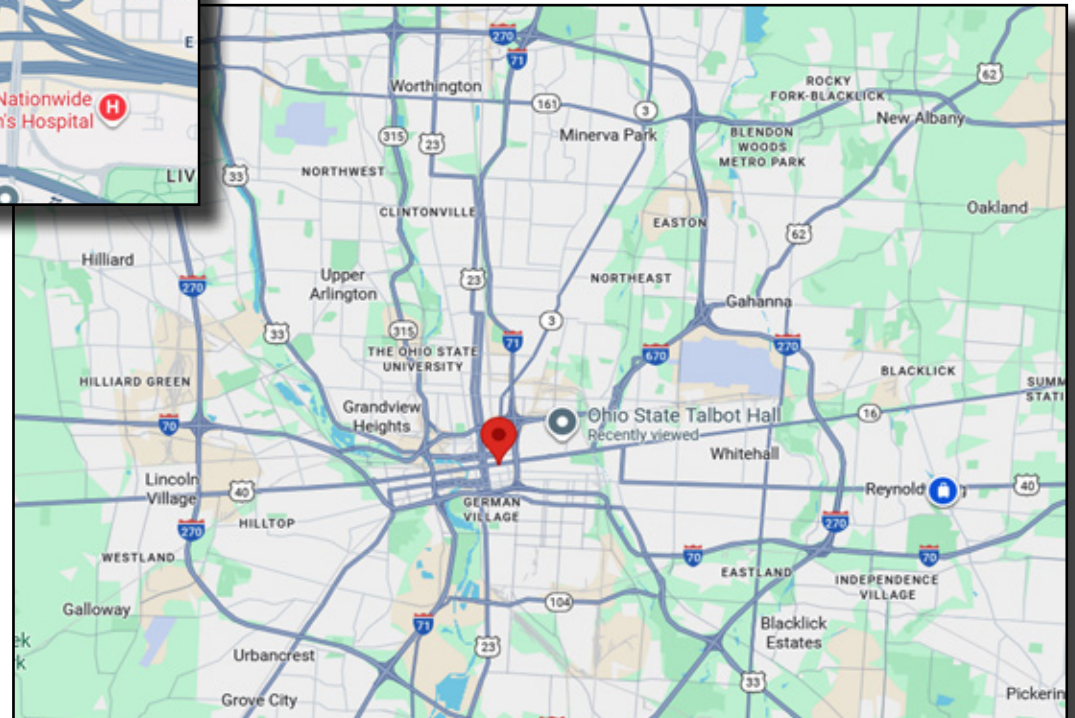 E
Nationwide
n's Hospital
H
LIV
270
71
62
Worthington
ROCKY
FORK-BLACKLICK
161
3
New Albany
315
23
Minerva Park
BLENDON
WOODS
METRO PARK
33
NORTHWEST
CLINTONVILLE
EASTON
Oakland
62
Hilliard
Upper
Arlington
23
NORTHEAST
270
Gahanna
33
315
3
71
270
THE OHIO STATE
UNIVERSITY
670
HILLIARD GREEN
BLACKLICK
SUMM
STATI
Grandview
Heights
Ohio State Talbot Hall
Recently viewed
16
70
Whitehall
Lincoln
Village
40
Reynold
g
40
GERMAN
VILLAGE
HILLTOP
270
270
WESTLAND
70
70
EASTLAND
INDEPENDENCE
VILLAGE
Galloway
104
71
Blacklick
Estates
ek
k
23
Urbancrest
33
Grove City
Pickerin